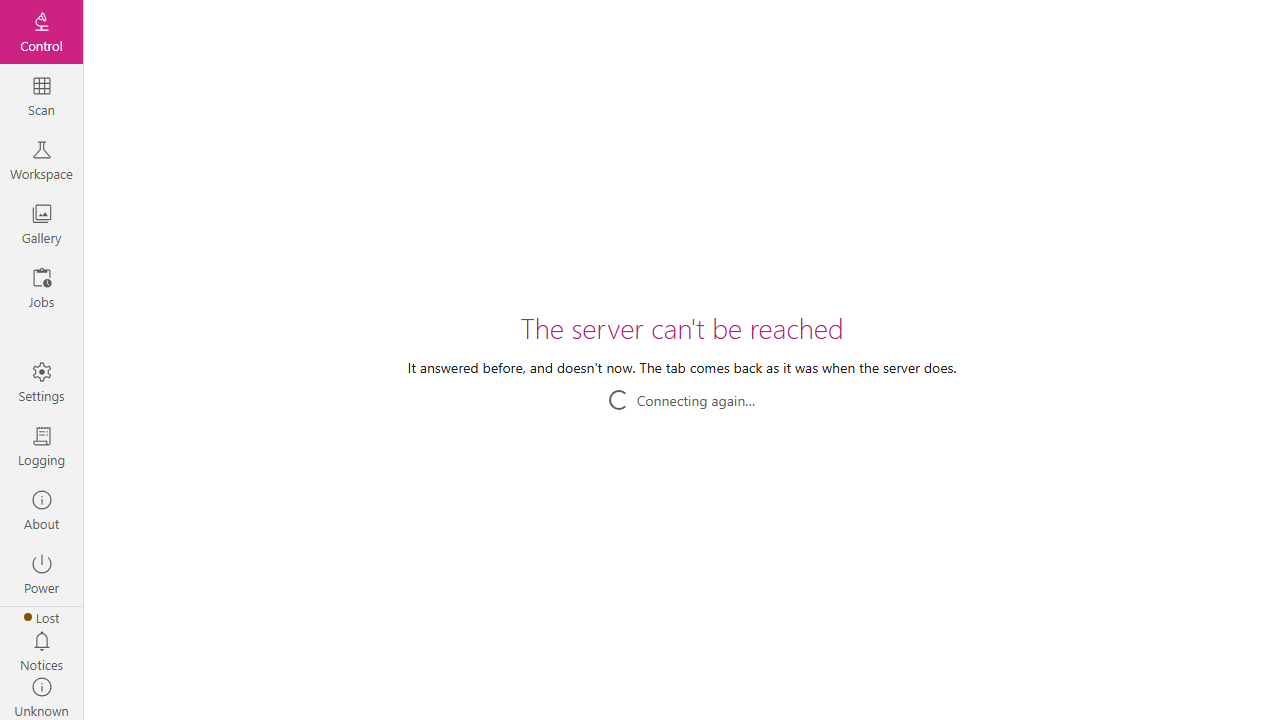 Control
Scan
Workspace
Gallery
Jobs
Settings
Logging
About
Power
Lost
Notices
Unknown
The server can't be reached
It answered before, and doesn't now. The tab comes back as it was when the server does.
Connecting again...